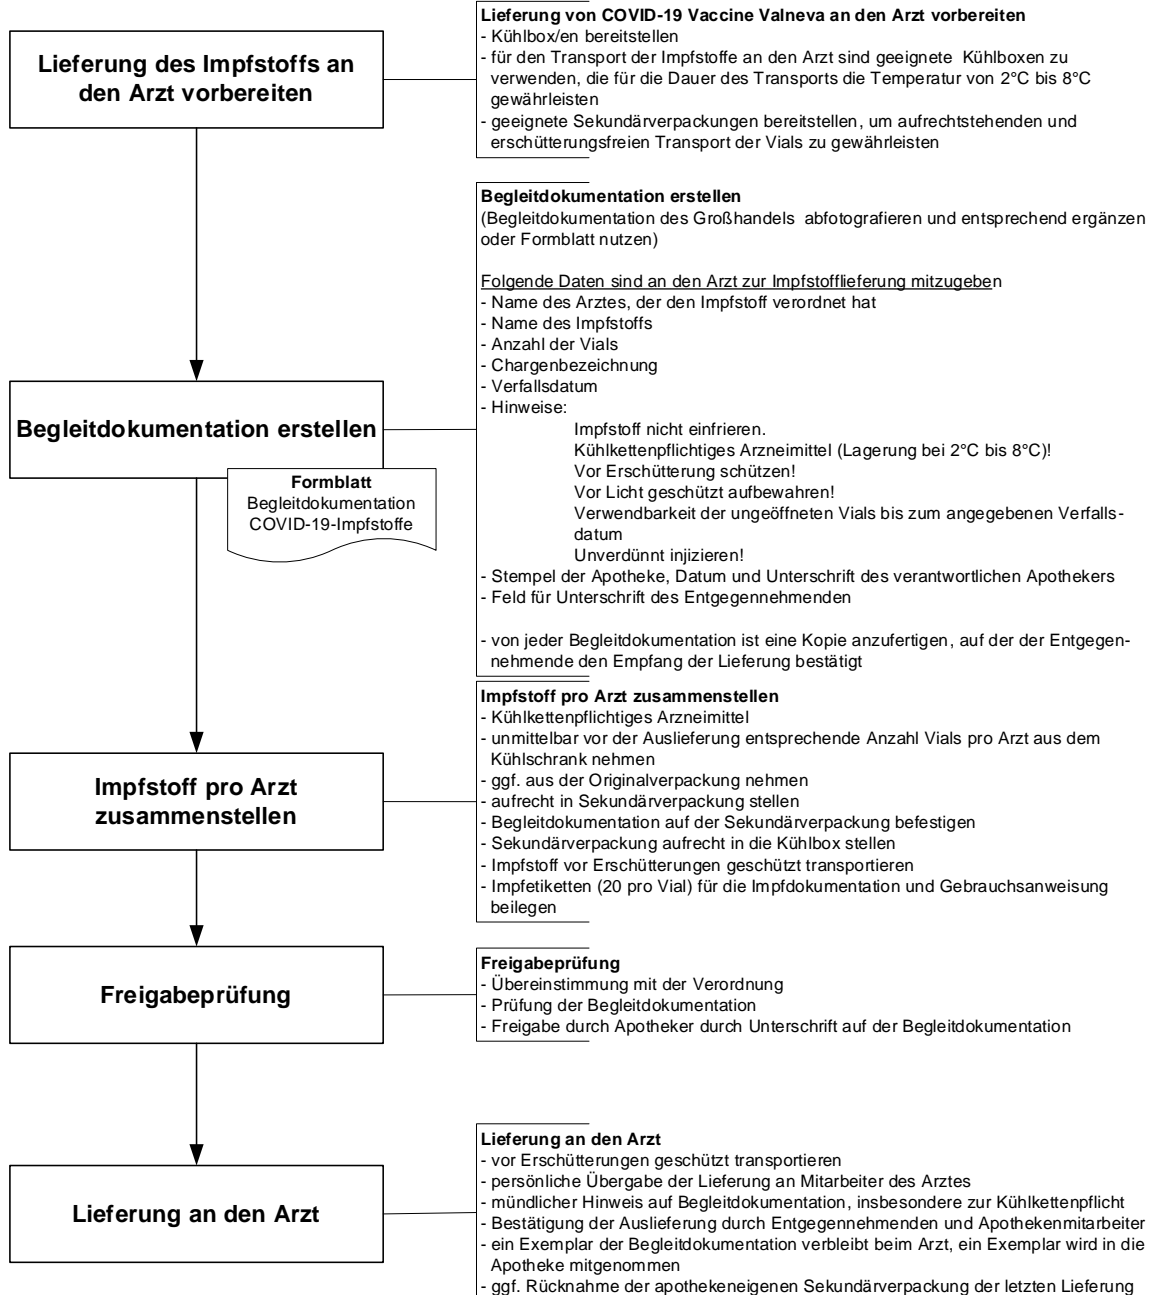 Lieferung des Impfstoffs an
den Arzt vorbereiten
Lieferung von COVID-19 Vaccine Valneva an den Arzt vorbereiten
- Kühlbox/en bereitstellen
- für den Transport der Impfstoffe an den Arzt sind geeignete Kühlboxen zu
verwenden, die für die Dauer des Transports die Temperatur von 2°C bis 8°C
gewährleisten
- geeignete Sekundärverpackungen bereitstellen, um aufrechtstehenden und
erschütterungsfreien Transport der Vials zu gewährleisten
Begleitdokumentation erstellen
Formblatt
Begleitdokumentation
COVID-19-Impfstoffe
Begleitdokumentation erstellen
(Begleitdokumentation des Großhandels abfotografieren und entsprechend ergänzen
oder Formblatt nutzen)
Folgende Daten sind an den Arzt zur Impfstofflieferung mitzugeben
- Name des Arztes, der den Impfstoff verordnet hat
- Name des Impfstoffs
- Anzahl der Vials
- Chargenbezeichnung
- Verfallsdatum
- Hinweise:
Impfstoff nicht einfrieren.
Kühlkettenpflichtiges Arzneimittel (Lagerung bei 2°C bis 8°C)!
Vor Erschütterung schützen!
Vor Licht geschützt aufbewahren!
Verwendbarkeit der ungeöffneten Vials bis zum angegebenen Verfalls-
datum
Unverdünnt injizieren!
- Stempel der Apotheke, Datum und Unterschrift des verantwortlichen Apothekers
- Feld für Unterschrift des Entgegennehmenden
- von jeder Begleitdokumentation ist eine Kopie anzufertigen, auf der der Entgegen-
nehmende den Empfang der Lieferung bestätigt
Impfstoff pro Arzt
zusammenstellen
Impfstoff pro Arzt zusammenstellen
- Kühlkettenpflichtiges Arzneimittel
- unmittelbar vor der Auslieferung entsprechende Anzahl Vials pro Arzt aus dem
Kühlschrank nehmen
- ggf. aus der Originalverpackung nehmen
- aufrecht in Sekundärverpackung stellen
- Begleitdokumentation auf der Sekundärverpackung befestigen
- Sekundärverpackung aufrecht in die Kühlbox stellen
- Impfstoff vor Erschütterungen geschützt transportieren
- Impfetiketten (20 pro Vial) für die Impfdokumentation und Gebrauchsanweisung
beilegen
Freigabeprüfung
Freigabeprüfung
- Übereinstimmung mit der Verordnung
- Prüfung der Begleitdokumentation
- Freigabe durch Apotheker durch Unterschrift auf der Begleitdokumentation
Lieferung an den Arzt
Lieferung an den Arzt
- vor Erschütterungen geschützt transportieren
- persönliche Übergabe der Lieferung an Mitarbeiter des Arztes
- mündlicher Hinweis auf Begleitdokumentation, insbesondere zur Kühlkettenpflicht
- Bestätigung der Auslieferung durch Entgegennehmenden und Apothekenmitarbeiter
- ein Exemplar der Begleitdokumentation verbleibt beim Arzt, ein Exemplar wird in die
Apotheke mitgenommen
- ggf. Rücknahme der apothekeneigenen Sekundärverpackung der letzten Lieferung